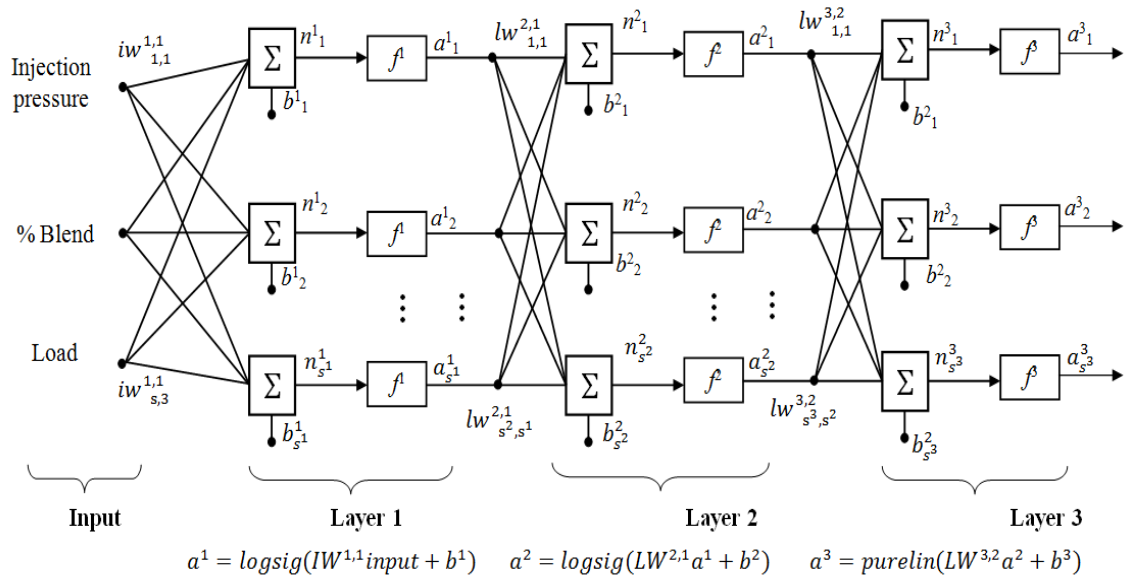 iw^{1,1}_{1,1} Σ n^1_1 f^1 a^1_1 lw^{2,1}_{1,1} Σ n^2_1 f^2 a^2_1 lw^{3,2}_{1,1} Σ n^3_1 f^3 a^3_1
Injection
pressure
b^1_1 b^2_1 b^2_1
% Blend Σ n^1_2 f^1 a^1_2 Σ n^2_2 f^2 a^2_2 Σ n^3_2 f^3 a^3_2
b^1_2 b^2_2 b^2_2
Load
iw^{1,1}_{s,3} Σ n^1_{s^1} f^1 a^1_{s^1} lw^{2,1}_{s^2,s^1} Σ n^2_{s^2} f^2 a^2_{s^2} lw^{3,2}_{s^3,s^2} Σ n^3_{s^3} f^3 a^3_{s^3}
b^1_{s^1} b^2_{s^2} b^2_{s^3}
Input Layer 1 Layer 2 Layer 3
a^1 = logsig(IW^{1,1}input + b^1) a^2 = logsig(LW^{2,1}a^1 + b^2) a^3 = purelin(LW^{3,2}a^2 + b^3)